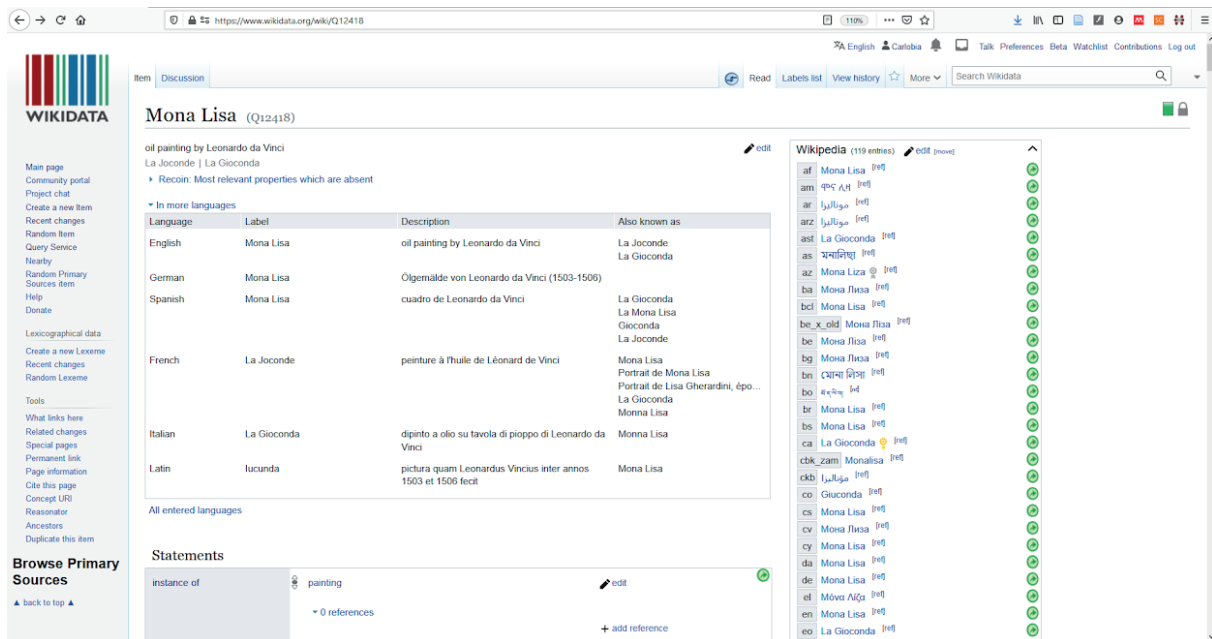 https://www.wikidata.org/wiki/Q12418
110%
English Carlobia Talk Preferences Beta Watchlist Contributions Log out
Item Discussion Read Labels list View history More Search Wikidata
WIKIDATA
Main page
Community portal
Project chat
Create a new Item
Recent changes
Random Item
Query Service
Nearby
Random Primary
Sources item
Help
Donate
Lexicographical data
Create a new Lexeme
Recent changes
Random Lexeme
Tools
What links here
Related changes
Special pages
Permanent link
Page information
Cite this page
Concept URI
Reasonator
Ancestors
Duplicate this item
Browse Primary
Sources
▲ back to top ▲
Mona Lisa (Q12418)
oil painting by Leonardo da Vinci edit
La Joconde | La Gioconda
Recoin: Most relevant properties which are absent
In more languages
Language Label Description Also known as
English Mona Lisa oil painting by Leonardo da Vinci La Joconde
La Gioconda
German Mona Lisa Ölgemälde von Leonardo da Vinci (1503-1506)
Spanish Mona Lisa cuadro de Leonardo da Vinci La Gioconda
La Mona Lisa
Gioconda
La Joconde
French La Joconde peinture à l'huile de Léonard de Vinci Mona Lisa
Portrait de Mona Lisa
Portrait de Lisa Gherardini, épo...
La Gioconda
Monna Lisa
Italian La Gioconda dipinto a olio su tavola di pioppo di Leonardo da Monna Lisa
Vinci
Latin Iucunda pictura quam Leonardus Vincius inter annos Mona Lisa
1503 et 1506 fecit
All entered languages
Statements
instance of painting edit
0 references
+ add reference
Wikipedia (119 entries) edit [move]
af Mona Lisa [ref]
am ሞና ሊዛ [ref]
ar موناليزا [ref]
arz موناليزا [ref]
ast La Gioconda [ref]
as মনালিছা [ref]
az Mona Liza [ref]
ba Мона Лиза [ref]
bcl Mona Lisa [ref]
be_x_old Мона Ліза [ref]
be Мона Ліза [ref]
bg Мона Лиза [ref]
bn মোনা লিসা [ref]
bo [ref]
br Mona Lisa [ref]
bs Mona Lisa [ref]
ca La Gioconda [ref]
cbk_zam Monalisa [ref]
ckb مۆنالیزا [ref]
co Giuconda [ref]
cs Mona Lisa [ref]
cv Мона Лиза [ref]
cy Mona Lisa [ref]
da Mona Lisa [ref]
de Mona Lisa [ref]
el Μόνα Λίζα [ref]
en Mona Lisa [ref]
eo La Gioconda [ref]